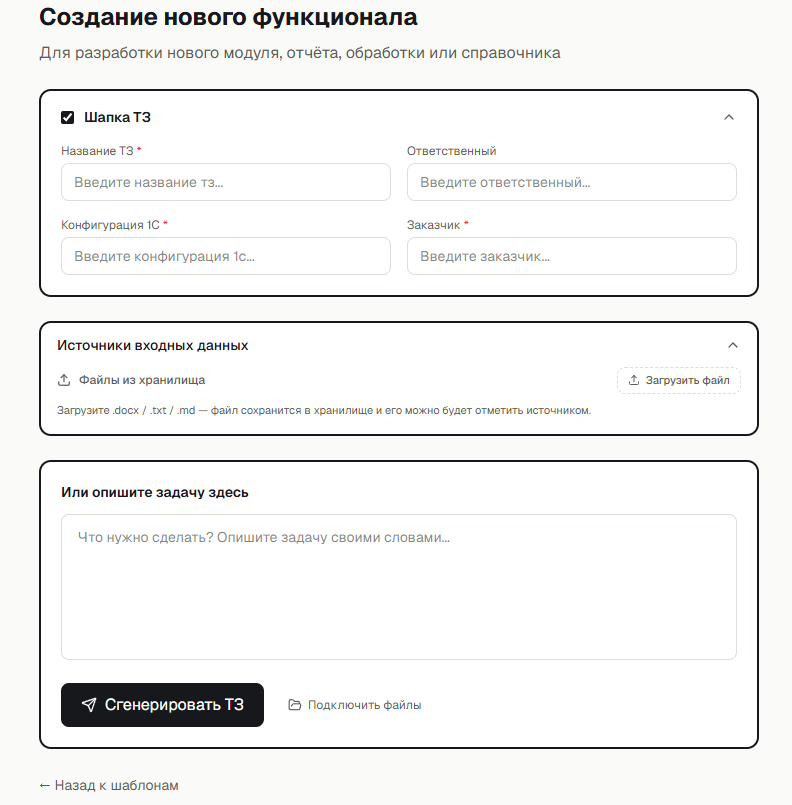 Создание нового функционала
Для разработки нового модуля, отчёта, обработки или справочника
Шапка ТЗ
Название ТЗ *
Ответственный
Введите название тз...
Введите ответственный...
Конфигурация 1С *
Заказчик *
Введите конфигурация 1с...
Введите заказчик...
Источники входных данных
Файлы из хранилища
Загрузить файл
Загрузите .docx / .txt / .md — файл сохранится в хранилище и его можно будет отметить источником.
Или опишите задачу здесь
Что нужно сделать? Опишите задачу своими словами...
Сгенерировать ТЗ
Подключить файлы
← Назад к шаблонам